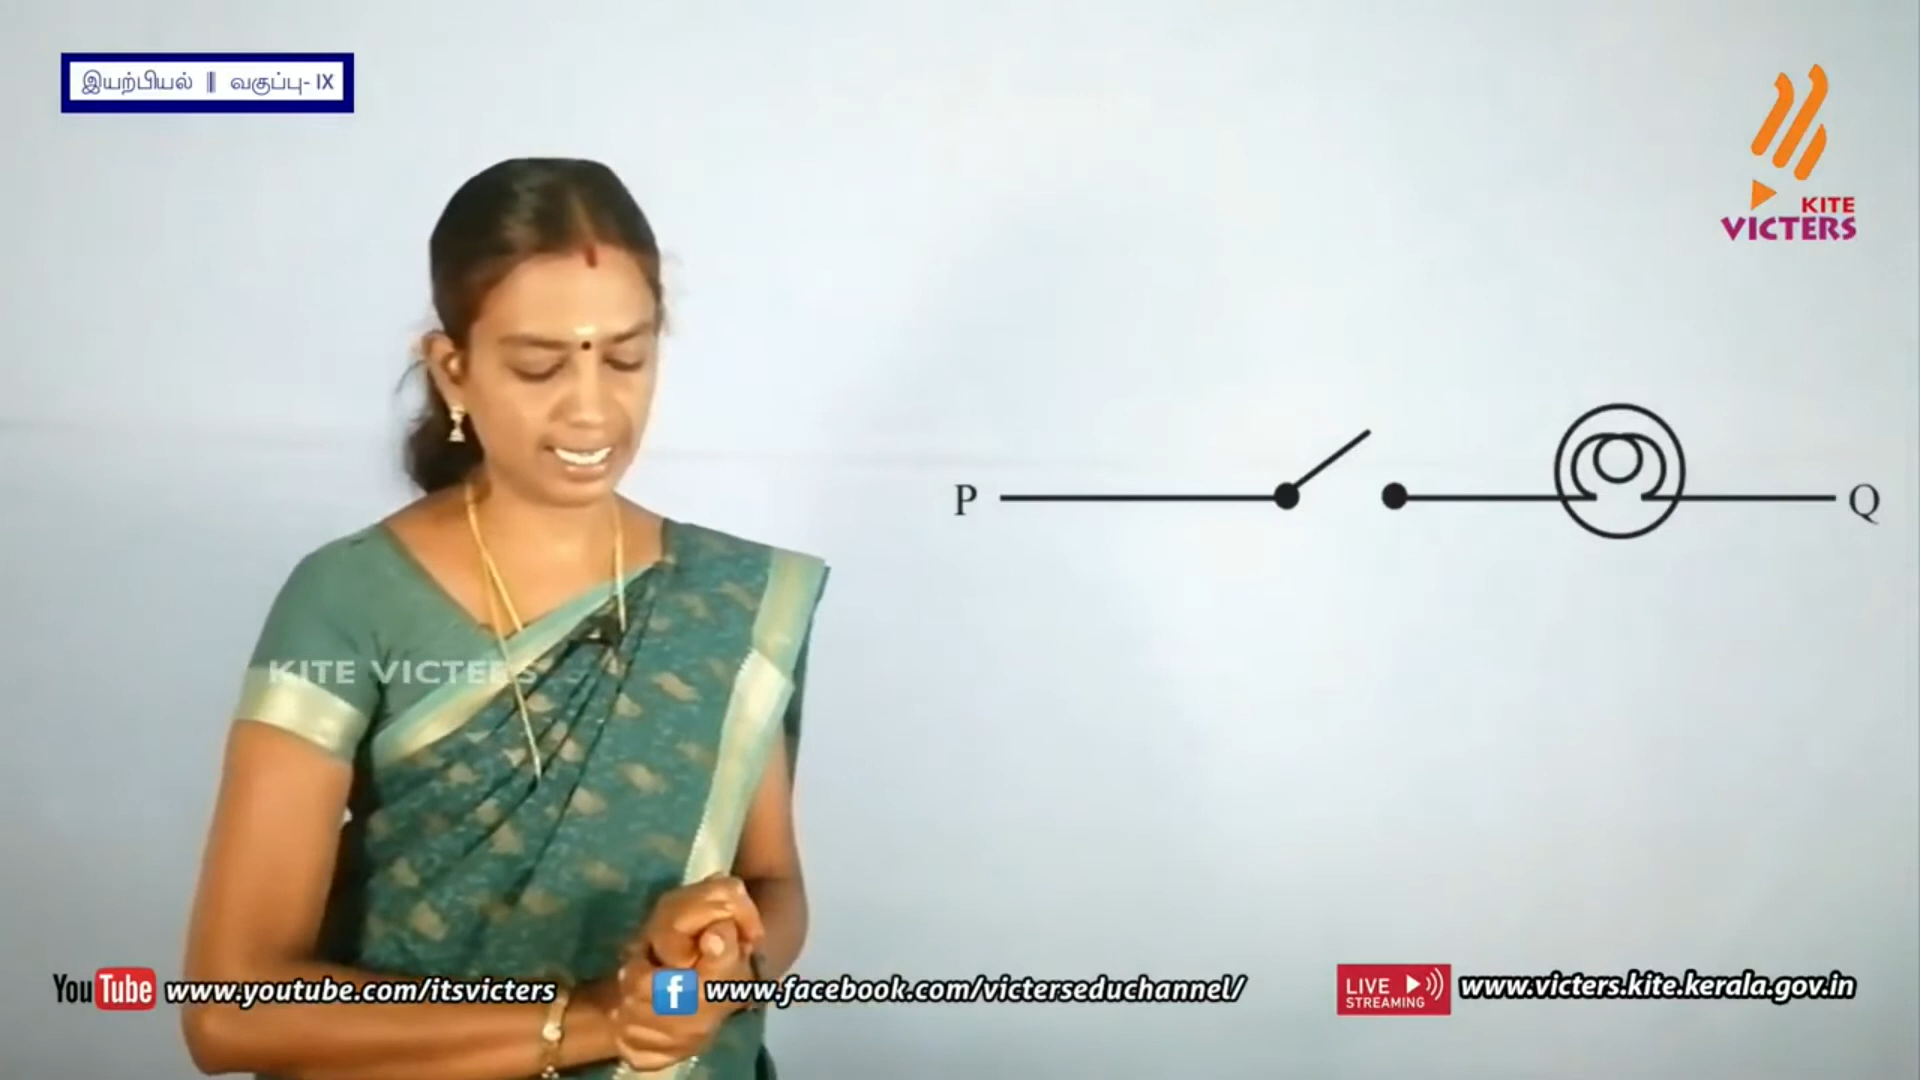 இயற்பியல் || வகுப்பு- IX
KITE
VICTERS
P
Q
KITE VICTERS
YouTube www.youtube.com/itsvicters
f www.facebook.com/victerseduchannel/
LIVE STREAMING www.victers.kite.kerala.gov.in